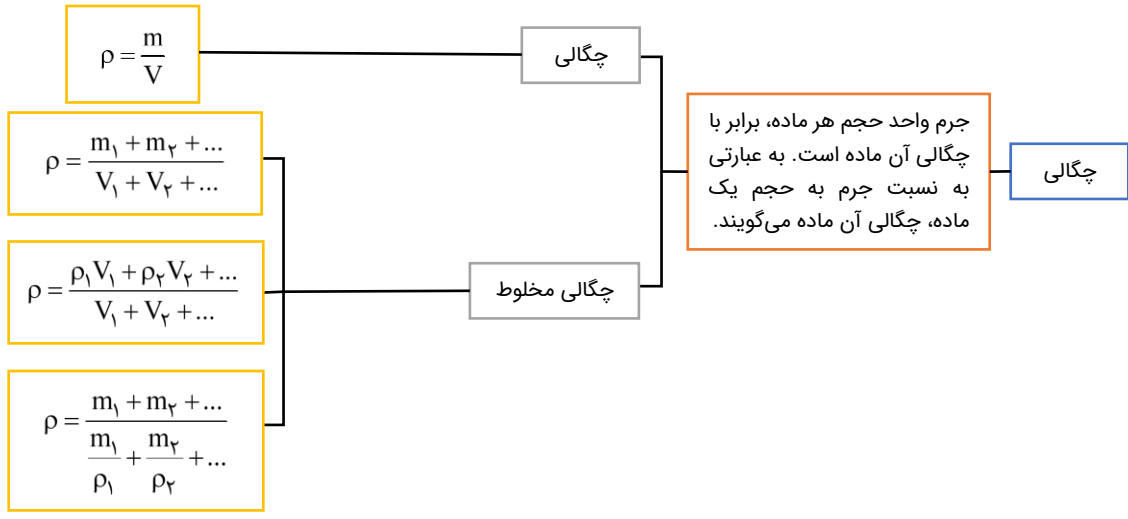 چگالی
جرم واحد حجم هر ماده، برابر با
چگالی آن ماده است. به عبارتی
به نسبت جرم به حجم یک
ماده، چگالی آن ماده می‌گویند.
چگالی
ρ = m / V
چگالی مخلوط
ρ = (m۱ + m۲ + ...) / (V۱ + V۲ + ...)
ρ = (ρ۱V۱ + ρ۲V۲ + ...) / (V۱ + V۲ + ...)
ρ = (m۱ + m۲ + ...) / (m۱/ρ۱ + m۲/ρ۲ + ...)